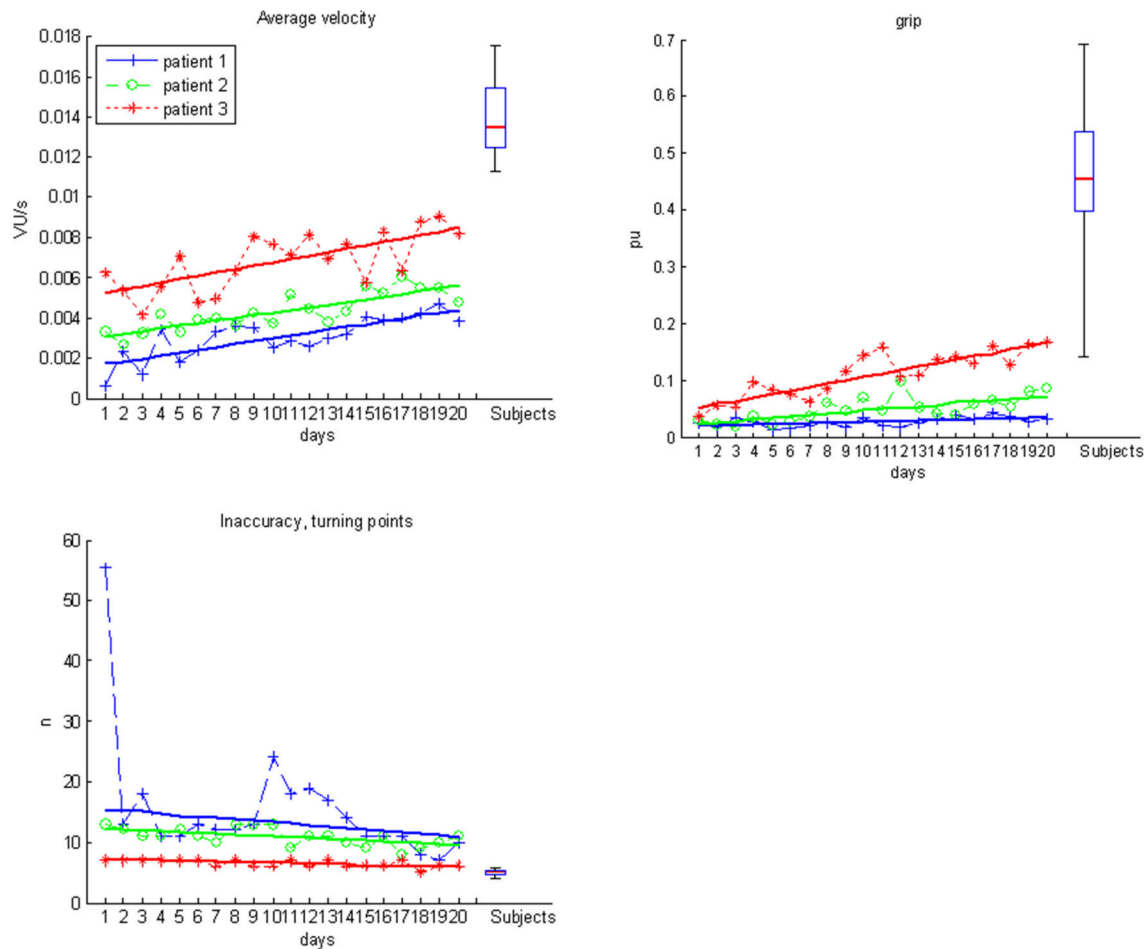 Average velocity
0.018
0.016
0.014
0.012
0.01
0.008
0.006
0.004
0.002
0
VU/s
patient 1
patient 2
patient 3
1 2 3 4 5 6 7 8 9 10 11 12 13 14 15 16 17 18 19 20 Subjects
days
grip
0.7
0.6
0.5
0.4
0.3
0.2
0.1
0
pu
1 2 3 4 5 6 7 8 9 10 11 12 13 14 15 16 17 18 19 20 Subjects
days
Inaccuracy, turning points
60
50
40
30
20
10
0
n
1 2 3 4 5 6 7 8 9 10 11 12 13 14 15 16 17 18 19 20 Subjects
days